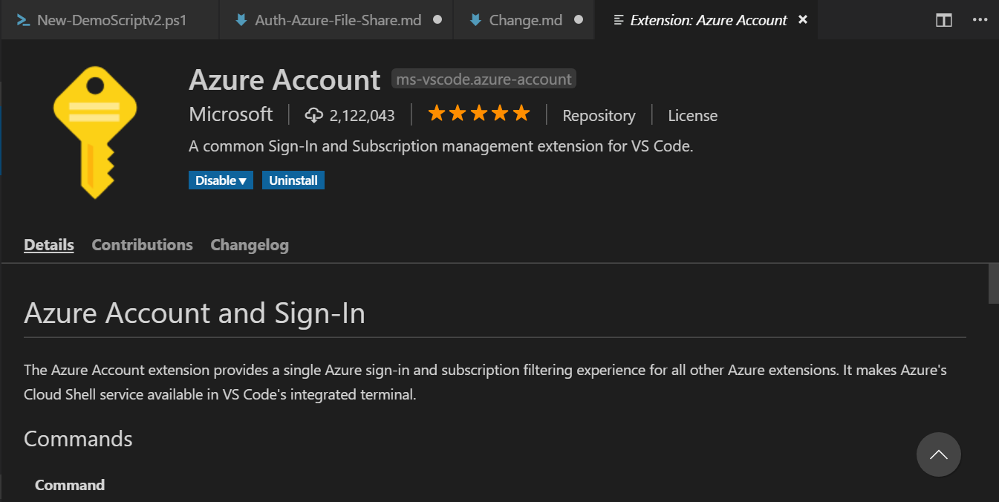 New-DemoScriptv2.ps1 Auth-Azure-File-Share.md Change.md Extension: Azure Account
Azure Account ms-vscode.azure-account
Microsoft 2,122,043 Repository License
A common Sign-In and Subscription management extension for VS Code.
Disable Uninstall
Details Contributions Changelog
Azure Account and Sign-In
The Azure Account extension provides a single Azure sign-in and subscription filtering experience for all other Azure extensions. It makes Azure's
Cloud Shell service available in VS Code's integrated terminal.
Commands
Command